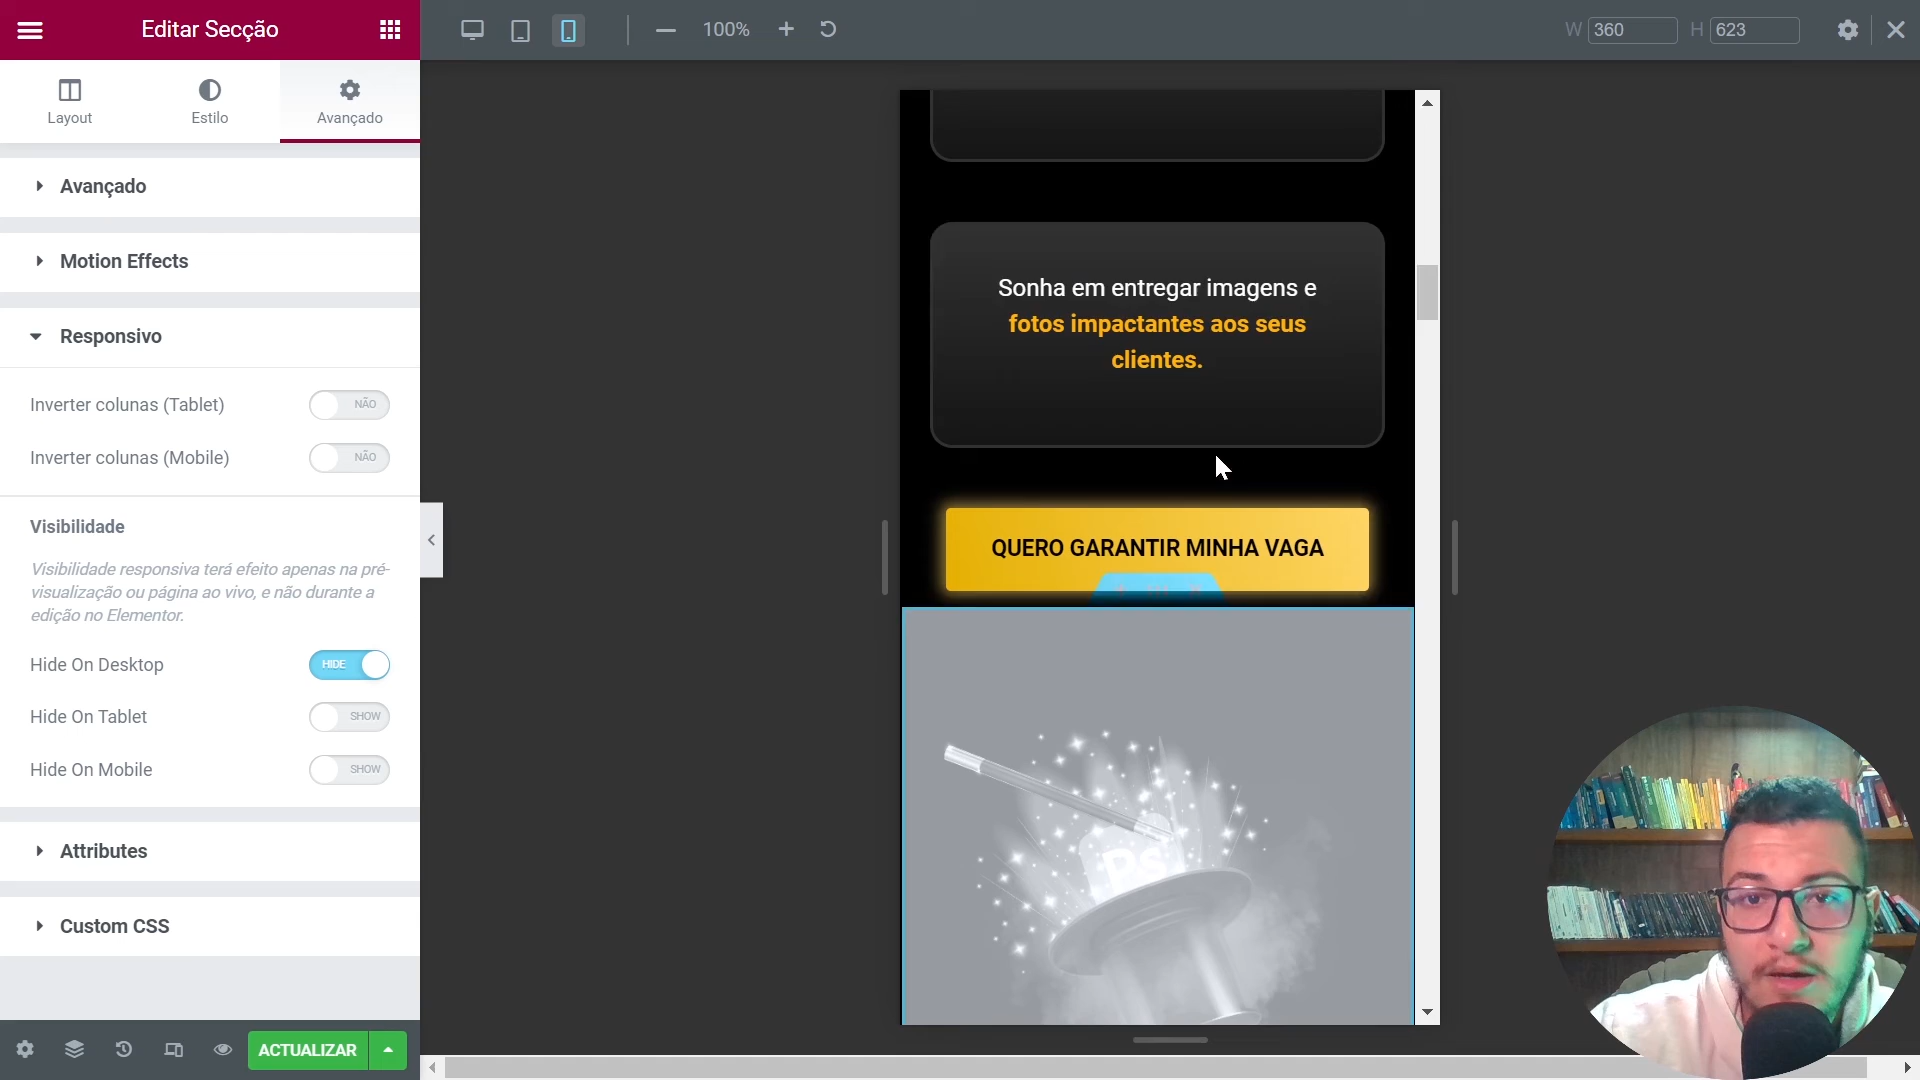 Editar Secção
100%
W 360 H 623
Layout
Estilo
Avançado
Avançado
Motion Effects
Responsivo
Inverter colunas (Tablet) NÃO
Inverter colunas (Mobile) NÃO
Visibilidade
Visibilidade responsiva terá efeito apenas na pré-
visualização ou página ao vivo, e não durante a
edição no Elementor.
Hide On Desktop HIDE
Hide On Tablet SHOW
Hide On Mobile SHOW
Attributes
Custom CSS
ACTUALIZAR
Sonha em entregar imagens e
fotos impactantes aos seus
clientes.
QUERO GARANTIR MINHA VAGA
Ps